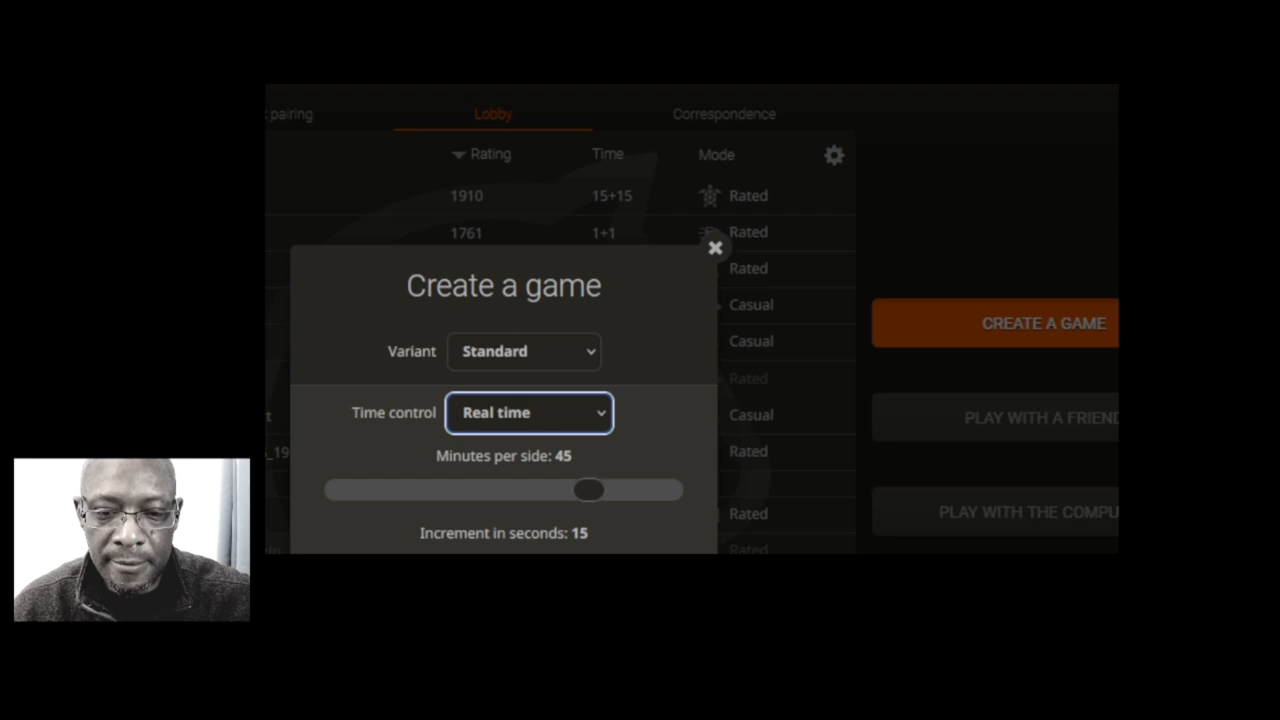 pairing
Lobby
Correspondence
Rating
Time
Mode
1910
15+15
Rated
1761
1+1
Rated
Rated
Create a game
Casual
CREATE A GAME
Variant
Standard
Casual
Rated
Time control
Real time
Casual
PLAY WITH A FRIEND
Minutes per side: 45
_19
Rated
Rated
PLAY WITH THE COMPU
Increment in seconds: 15
Rated